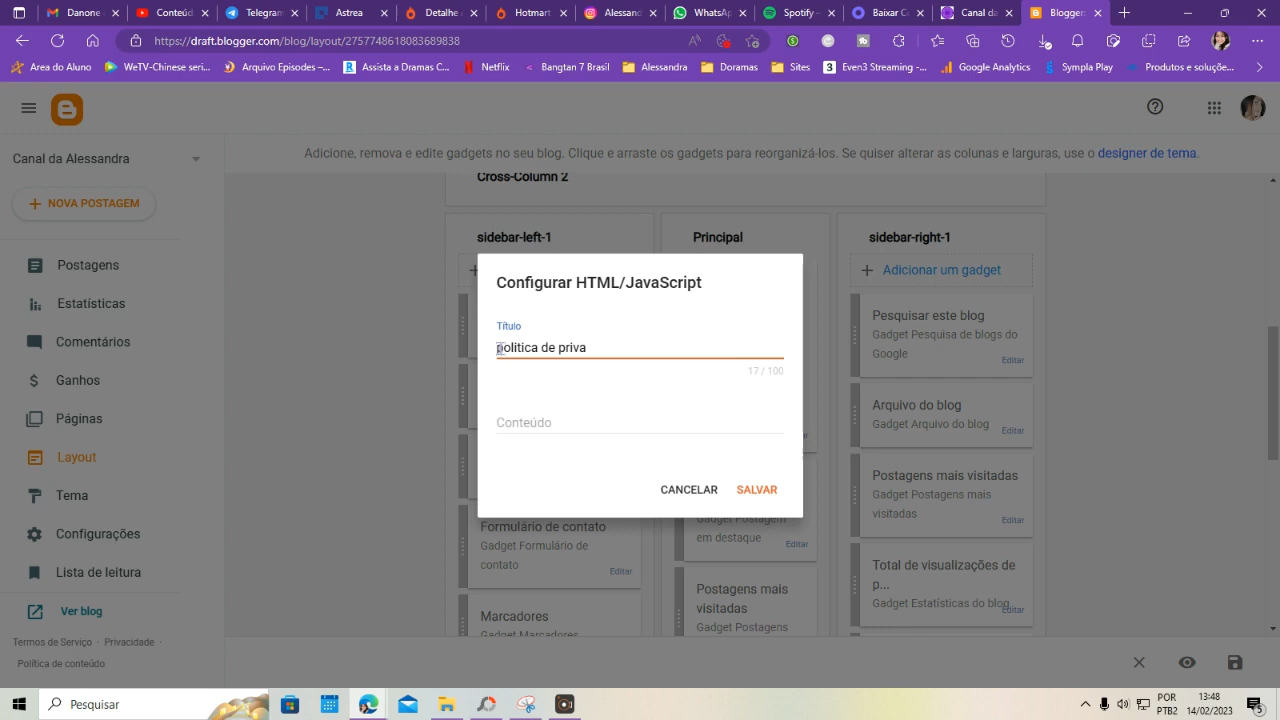 Danone
Conteúd
Telegram
Astrea
Detalhe
Hotmart
Alessand
WhatsAp
Spotify –
Baixar C
Canal da
Blogger:
https://draft.blogger.com/blog/layout/2757748618083689838
Area do Aluno
WeTV-Chinese seri...
Arquivo Episodes –...
Assista a Dramas C...
Netflix
Bangtan 7 Brasil
Alessandra
Doramas
Sites
Even3 Streaming -...
Google Analytics
Sympla Play
Produtos e soluçõe...
Canal da Alessandra
Adicione, remova e edite gadgets no seu blog. Clique e arraste os gadgets para reorganizá-los. Se quiser alterar as colunas e larguras, use o designer de tema.
NOVA POSTAGEM
Postagens
Estatísticas
Comentários
Ganhos
Páginas
Layout
Tema
Configurações
Lista de leitura
Ver blog
Termos de Serviço · Privacidade ·
Política de conteúdo
Cross-Column 2
sidebar-left-1
Principal
sidebar-right-1
+ Adicionar um gadget
Pesquisar este blog
Gadget Pesquisa de blogs do
Google
Editar
Arquivo do blog
Gadget Arquivo do blog
Editar
Postagens mais visitadas
Gadget Postagens mais
visitadas
Editar
Total de visualizações de
p...
Gadget Estatísticas do blog
Editar
Configurar HTML/JavaScript
Título
politica de priva
17 / 100
Conteúdo
CANCELAR
SALVAR
Formulário de contato
Gadget Formulário de
contato
Editar
Marcadores
Gadget Marcadores
Gadget Postagem
em destaque
Editar
Postagens mais
visitadas
Gadget Postagens
Pesquisar
POR
PTB2
13:48
14/02/2023
5